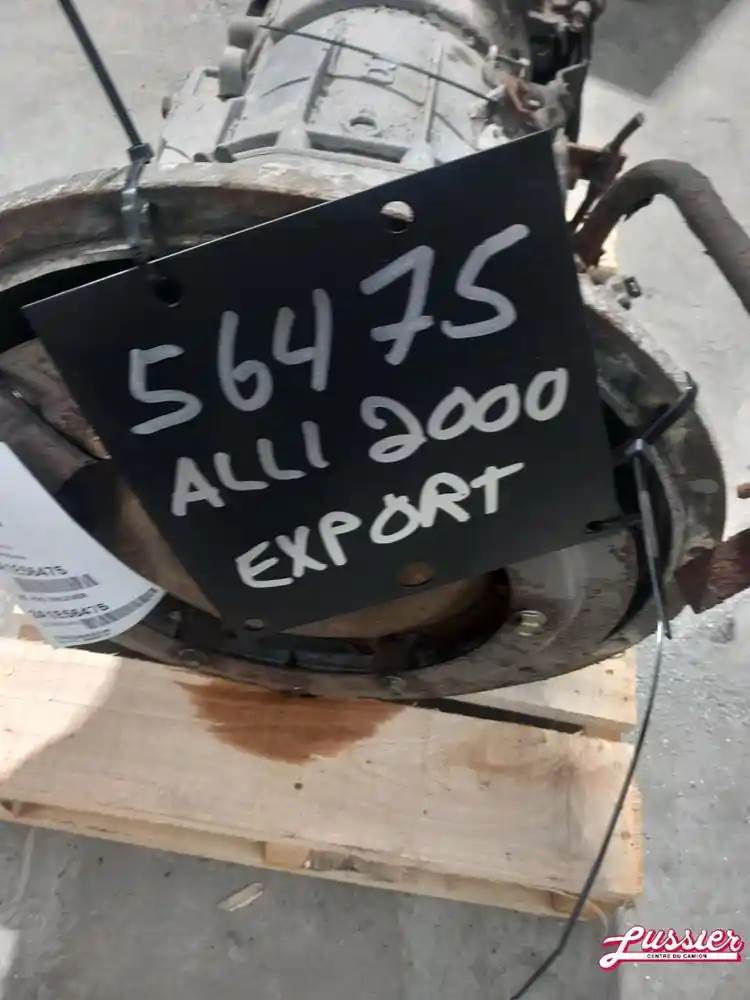 56475
ALLI 2000
EXPORT
Lussier
CENTRE DU CAMION